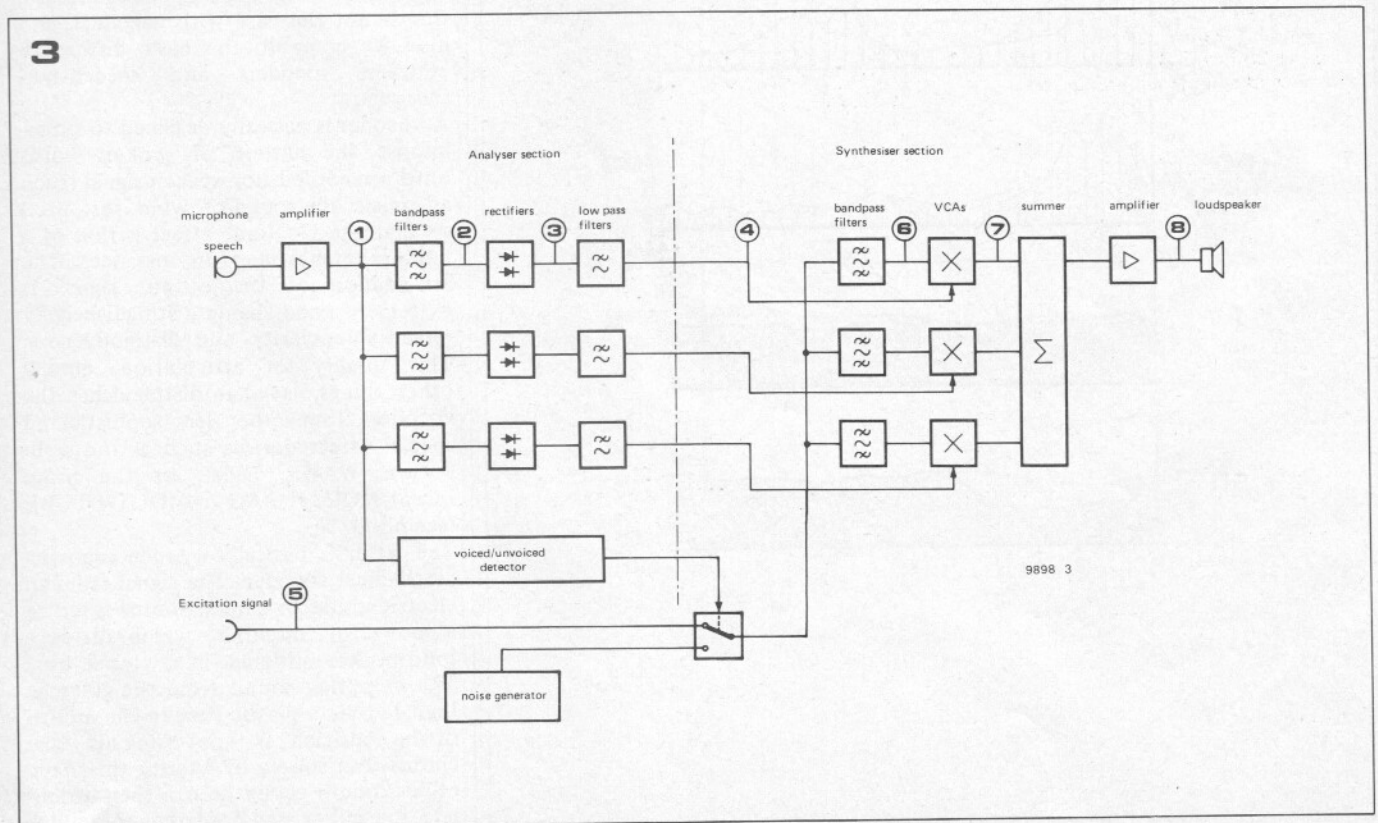 3
Analyser section
Synthesiser section
microphone
speech
amplifier
1
bandpass
filters
2
rectifiers
3
low pass
filters
4
bandpass
filters
6
VCAs
7
summer
amplifier
8
loudspeaker
Σ
voiced/unvoiced
detector
9898 3
Excitation signal
5
noise generator